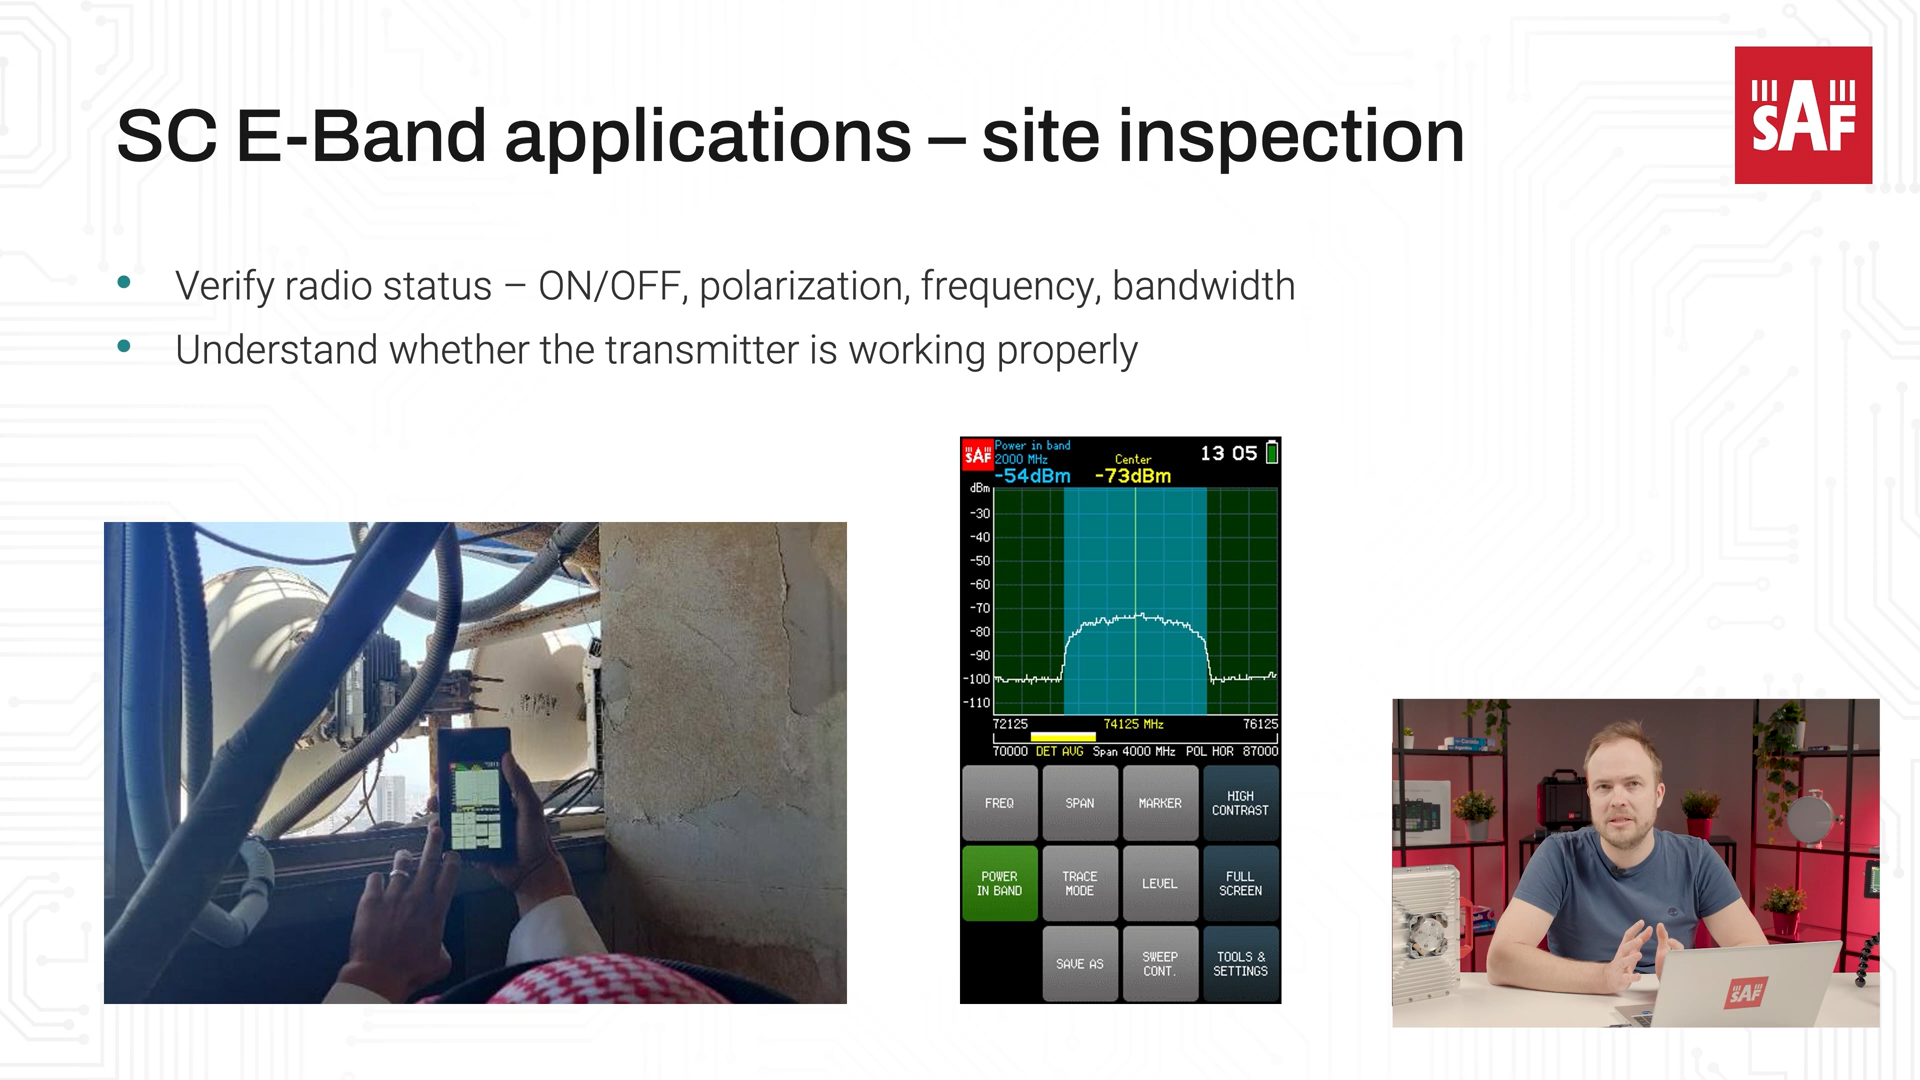 SC E-Band applications – site inspection
SAF
• Verify radio status – ON/OFF, polarization, frequency, bandwidth
• Understand whether the transmitter is working properly
SAF
Power in band
2000 MHz
-54dBm
Center
-73dBm
13 05
dBm
-30
-40
-50
-60
-70
-80
-90
-100
-110
72125 74125 MHz 76125
70000 DET AVG Span 4000 MHz POL HOR 87000
FREQ SPAN MARKER HIGH CONTRAST
POWER IN BAND TRACE MODE LEVEL FULL SCREEN
SAVE AS SWEEP CONT. TOOLS & SETTINGS
SAF